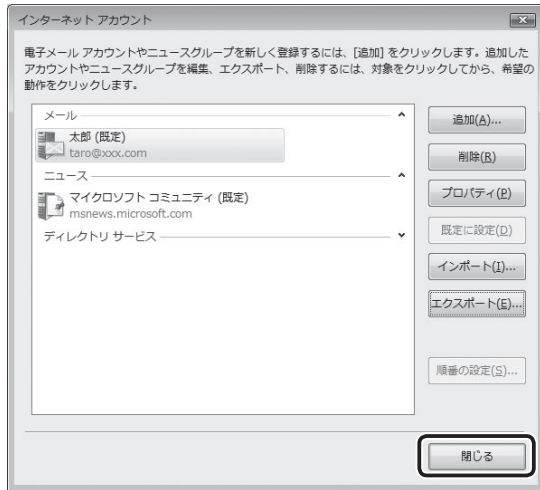 インターネット アカウント
電子メール アカウントやニュースグループを新しく登録するには、[追加] をクリックします。追加した
アカウントやニュースグループを編集、エクスポート、削除するには、対象をクリックしてから、希望の
動作をクリックします。
メール
太郎 (既定)
taro@xxx.com
ニュース
マイクロソフト コミュニティ (既定)
msnews.microsoft.com
ディレクトリ サービス
追加(A)...
削除(R)
プロパティ(P)
既定に設定(D)
インポート(I)...
エクスポート(E)...
順番の設定(S)...
閉じる